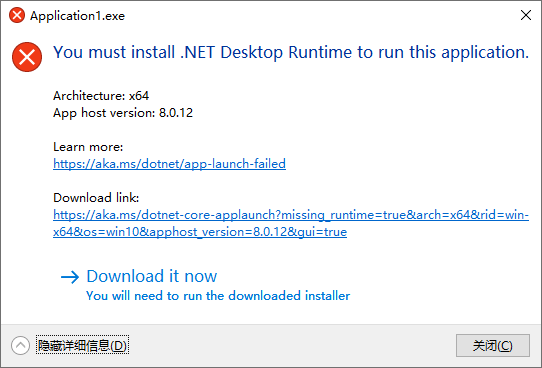 Application1.exe
You must install .NET Desktop Runtime to run this application.
Architecture: x64
App host version: 8.0.12
Learn more:
https://aka.ms/dotnet/app-launch-failed
Download link:
https://aka.ms/dotnet-core-applaunch?missing_runtime=true&arch=x64&rid=win-
x64&os=win10&apphost_version=8.0.12&gui=true
Download it now
You will need to run the downloaded installer
隐藏详细信息(D)
关闭(C)